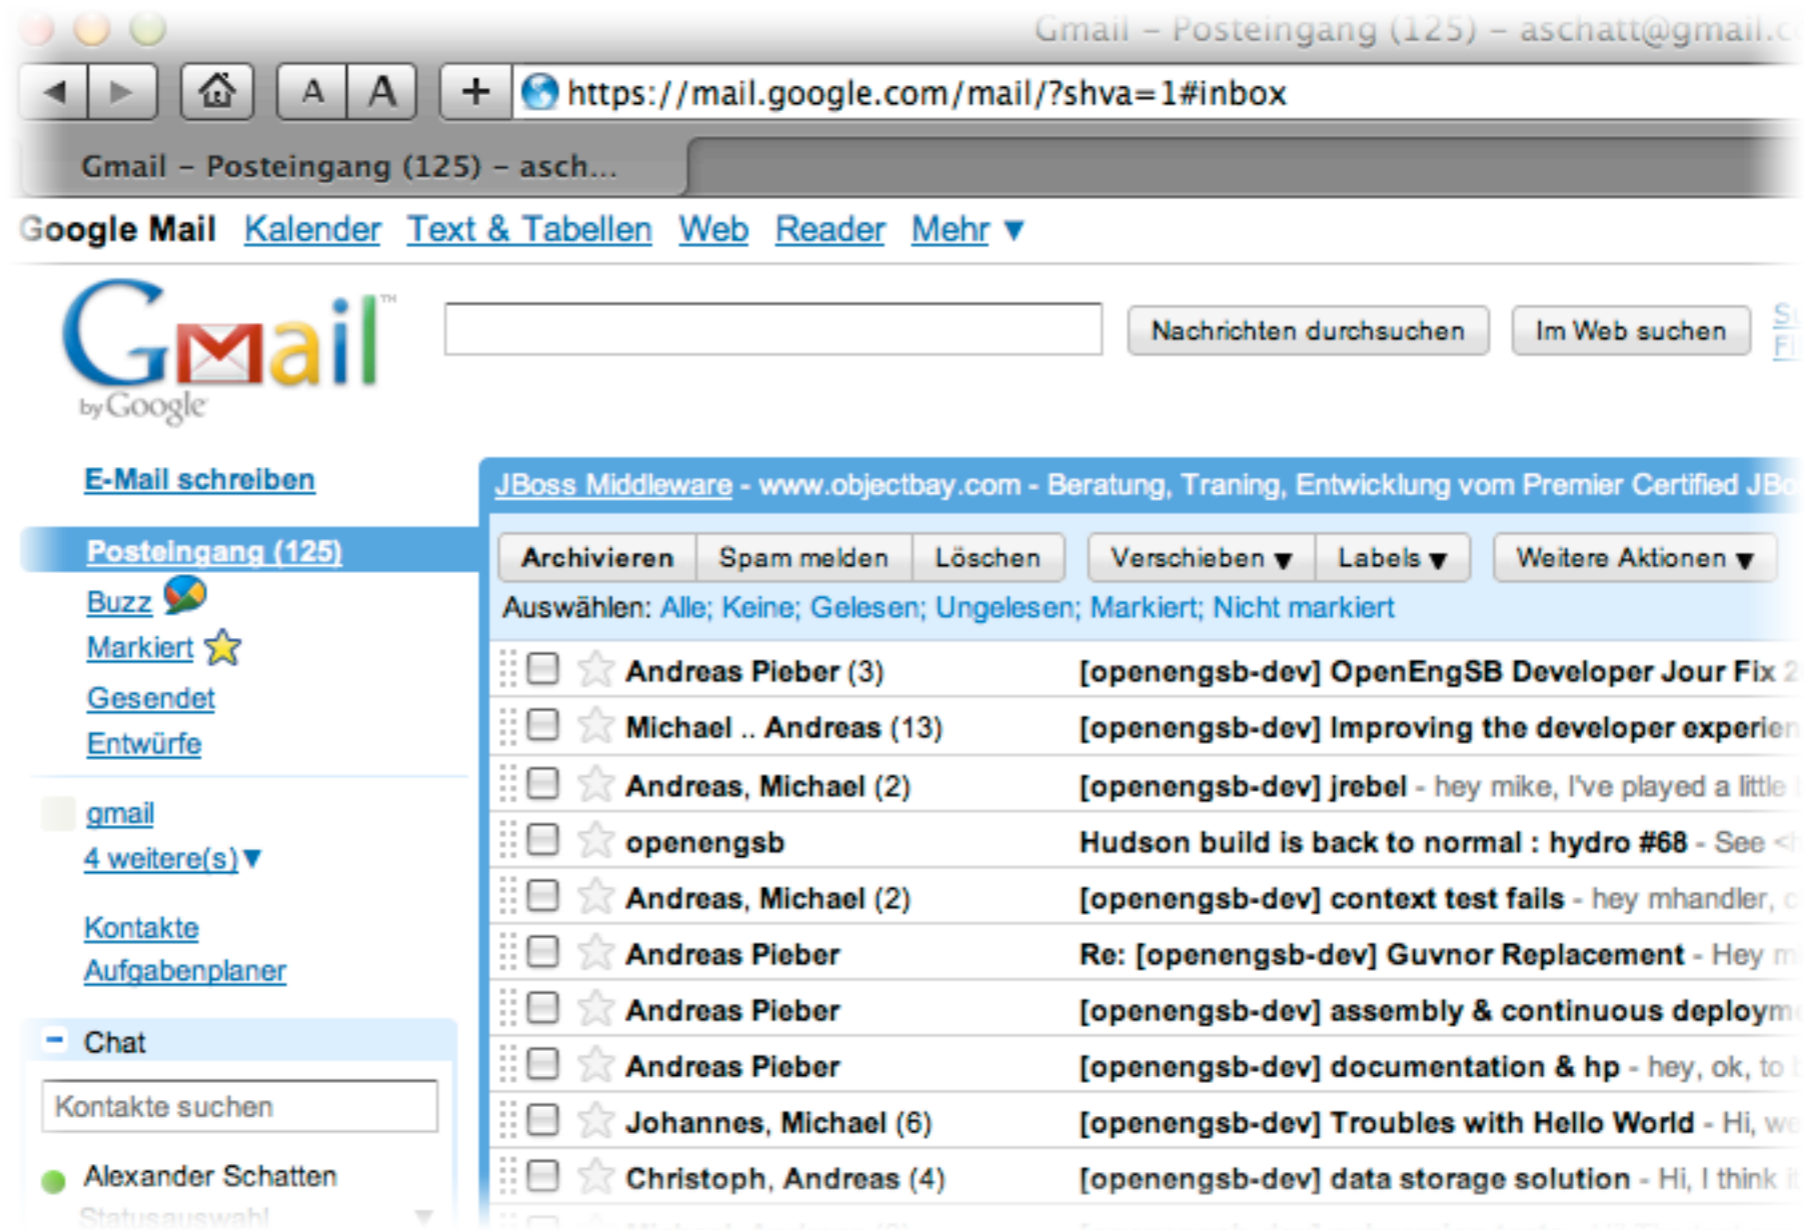 Gmail – Posteingang (125) – aschatt@gmail.c
A A + https://mail.google.com/mail/?shva=1#inbox
Gmail – Posteingang (125) – asch...
Google Mail Kalender Text & Tabellen Web Reader Mehr ▼
Gmail™
by Google
Nachrichten durchsuchen Im Web suchen
E-Mail schreiben
JBoss Middleware - www.objectbay.com - Beratung, Traning, Entwicklung vom Premier Certified JBo
Posteingang (125)
Buzz
Markiert
Gesendet
Entwürfe
gmail
4 weitere(s)▼
Kontakte
Aufgabenplaner
– Chat
Kontakte suchen
Alexander Schatten
Statusauswahl ▼
Archivieren Spam melden Löschen Verschieben ▼ Labels ▼ Weitere Aktionen ▼
Auswählen: Alle; Keine; Gelesen; Ungelesen; Markiert; Nicht markiert
Andreas Pieber (3) [openengsb-dev] OpenEngSB Developer Jour Fix 2
Michael .. Andreas (13) [openengsb-dev] Improving the developer experien
Andreas, Michael (2) [openengsb-dev] jrebel - hey mike, I've played a little
openengsb Hudson build is back to normal : hydro #68 - See <h
Andreas, Michael (2) [openengsb-dev] context test fails - hey mhandler, c
Andreas Pieber Re: [openengsb-dev] Guvnor Replacement - Hey m
Andreas Pieber [openengsb-dev] assembly & continuous deployme
Andreas Pieber [openengsb-dev] documentation & hp - hey, ok, to
Johannes, Michael (6) [openengsb-dev] Troubles with Hello World - Hi, we
Christoph, Andreas (4) [openengsb-dev] data storage solution - Hi, I think it